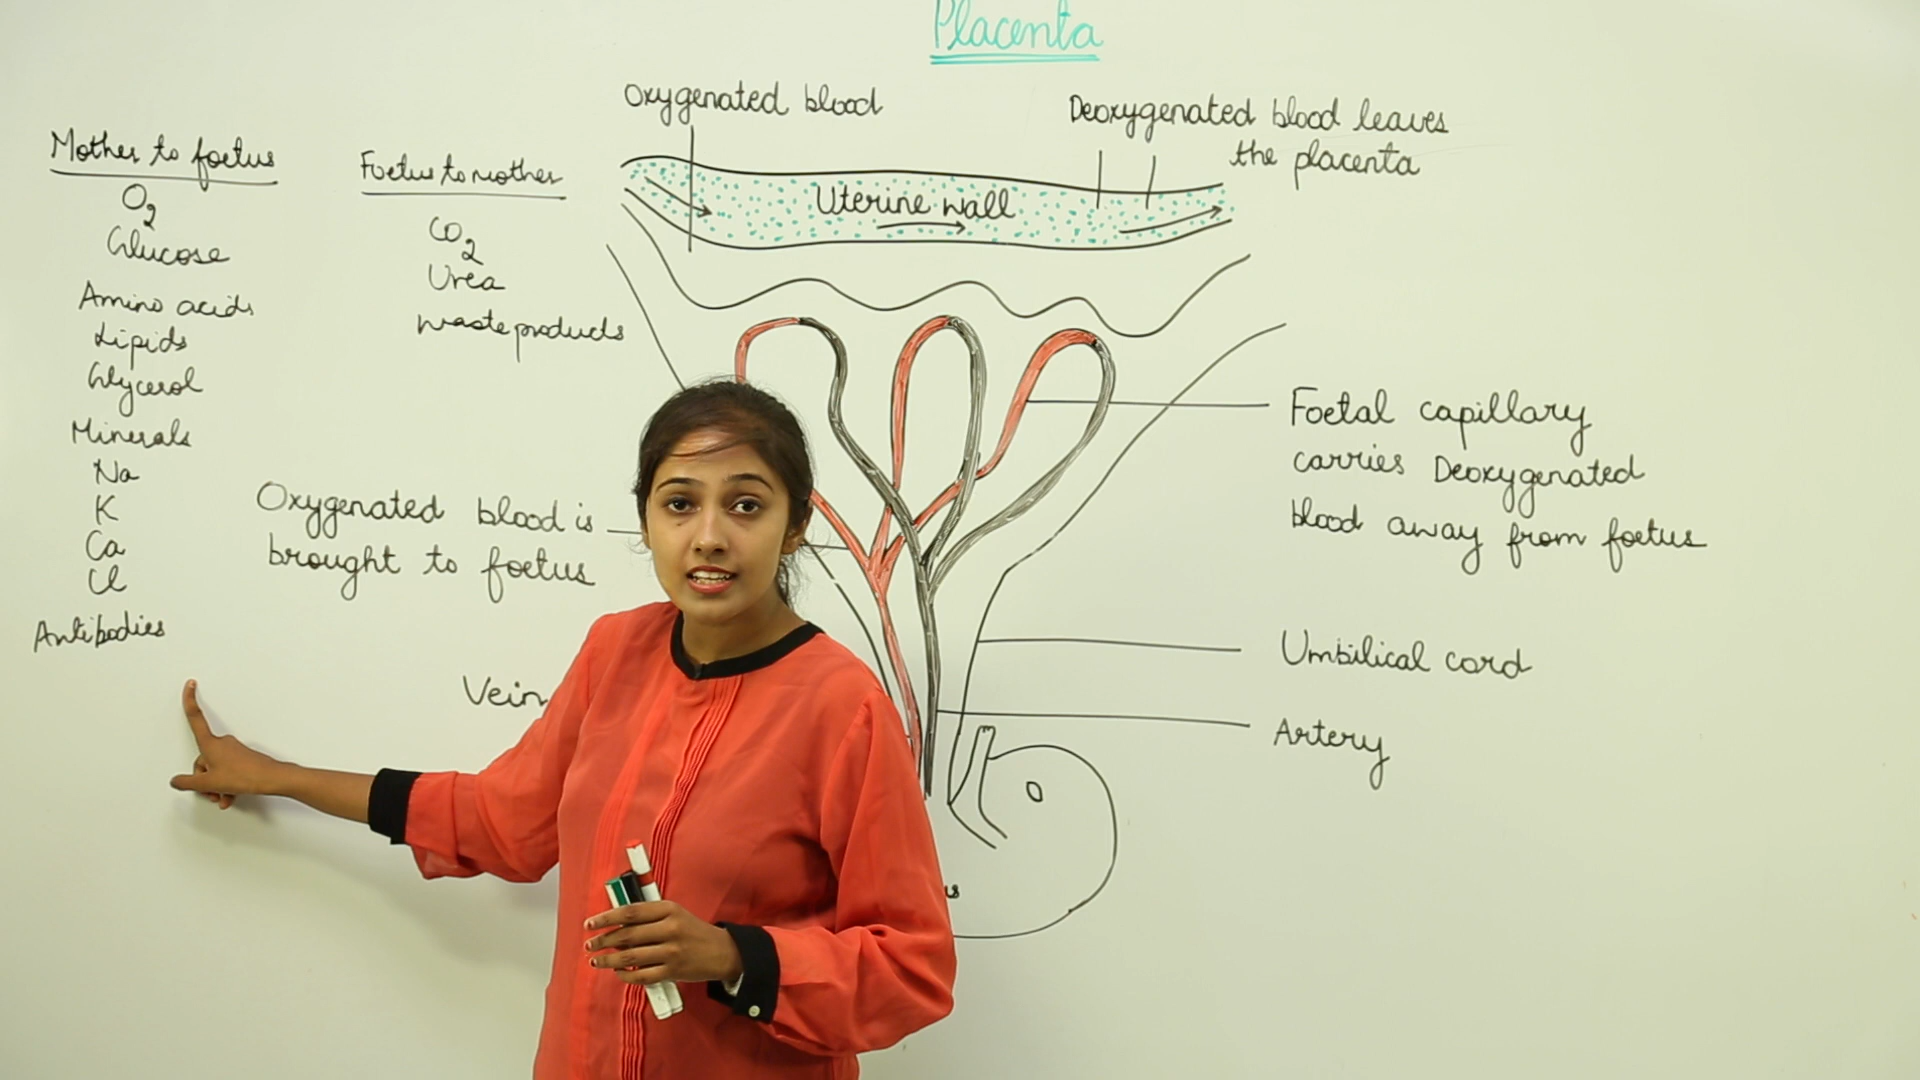 Placenta
Oxygenated blood
Deoxygenated blood leaves
the placenta
Uterine wall
Mother to foetus
O2
Glucose
Amino acids
Lipids
Glycerol
Minerals
Na
K
Ca
Cl
Antibodies
Foetus to mother
CO2
Urea
waste products
Oxygenated blood is
brought to foetus
Vein
Foetal capillary
carries Deoxygenated
blood away from foetus
Umbilical cord
Artery